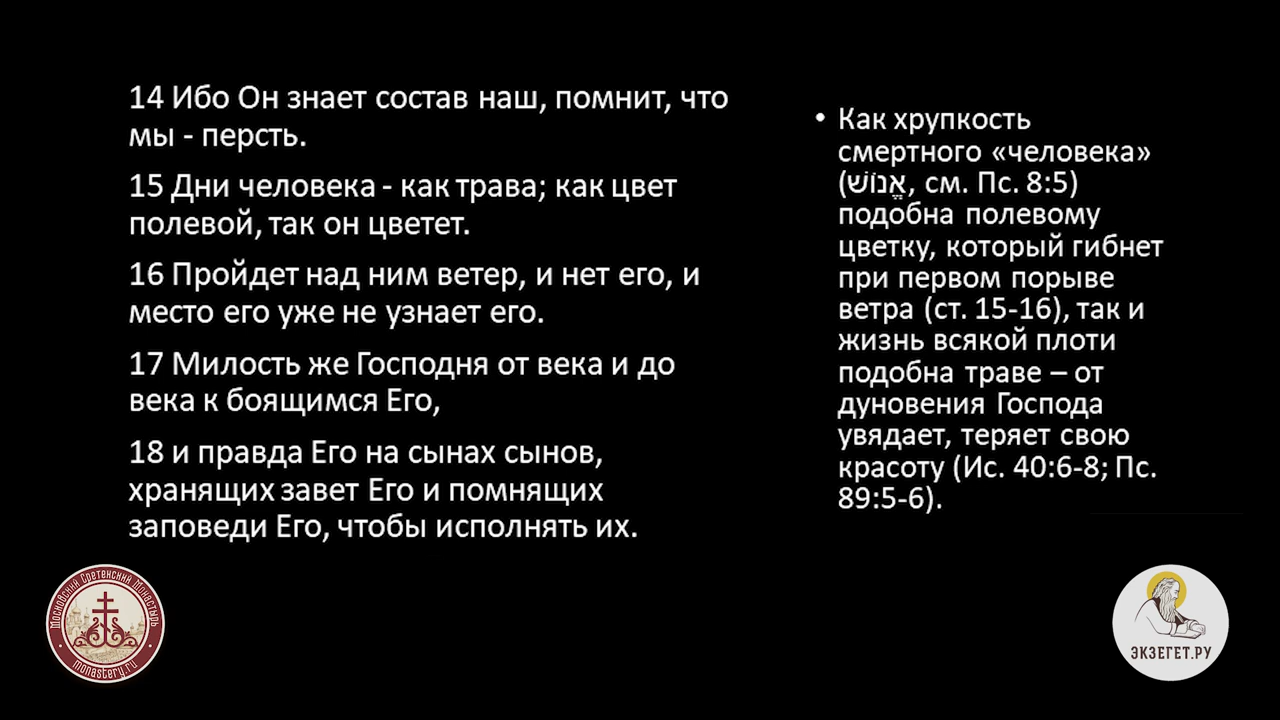 14 Ибо Он знает состав наш, помнит, что
мы - персть.
15 Дни человека - как трава; как цвет
полевой, так он цветет.
16 Пройдет над ним ветер, и нет его, и
место его уже не узнает его.
17 Милость же Господня от века и до
века к боящимся Его,
18 и правда Его на сынах сынов,
хранящих завет Его и помнящих
заповеди Его, чтобы исполнять их.
• Как хрупкость
смертного «человека»
(אֱנוֹשׁ, см. Пс. 8:5)
подобна полевому
цветку, который гибнет
при первом порыве
ветра (ст. 15-16), так и
жизнь всякой плоти
подобна траве – от
дуновения Господа
увядает, теряет свою
красоту (Ис. 40:6-8; Пс.
89:5-6).
Московский Сретенский Монастырь
monastery.ru
ЭКЗЕГЕТ.РУ